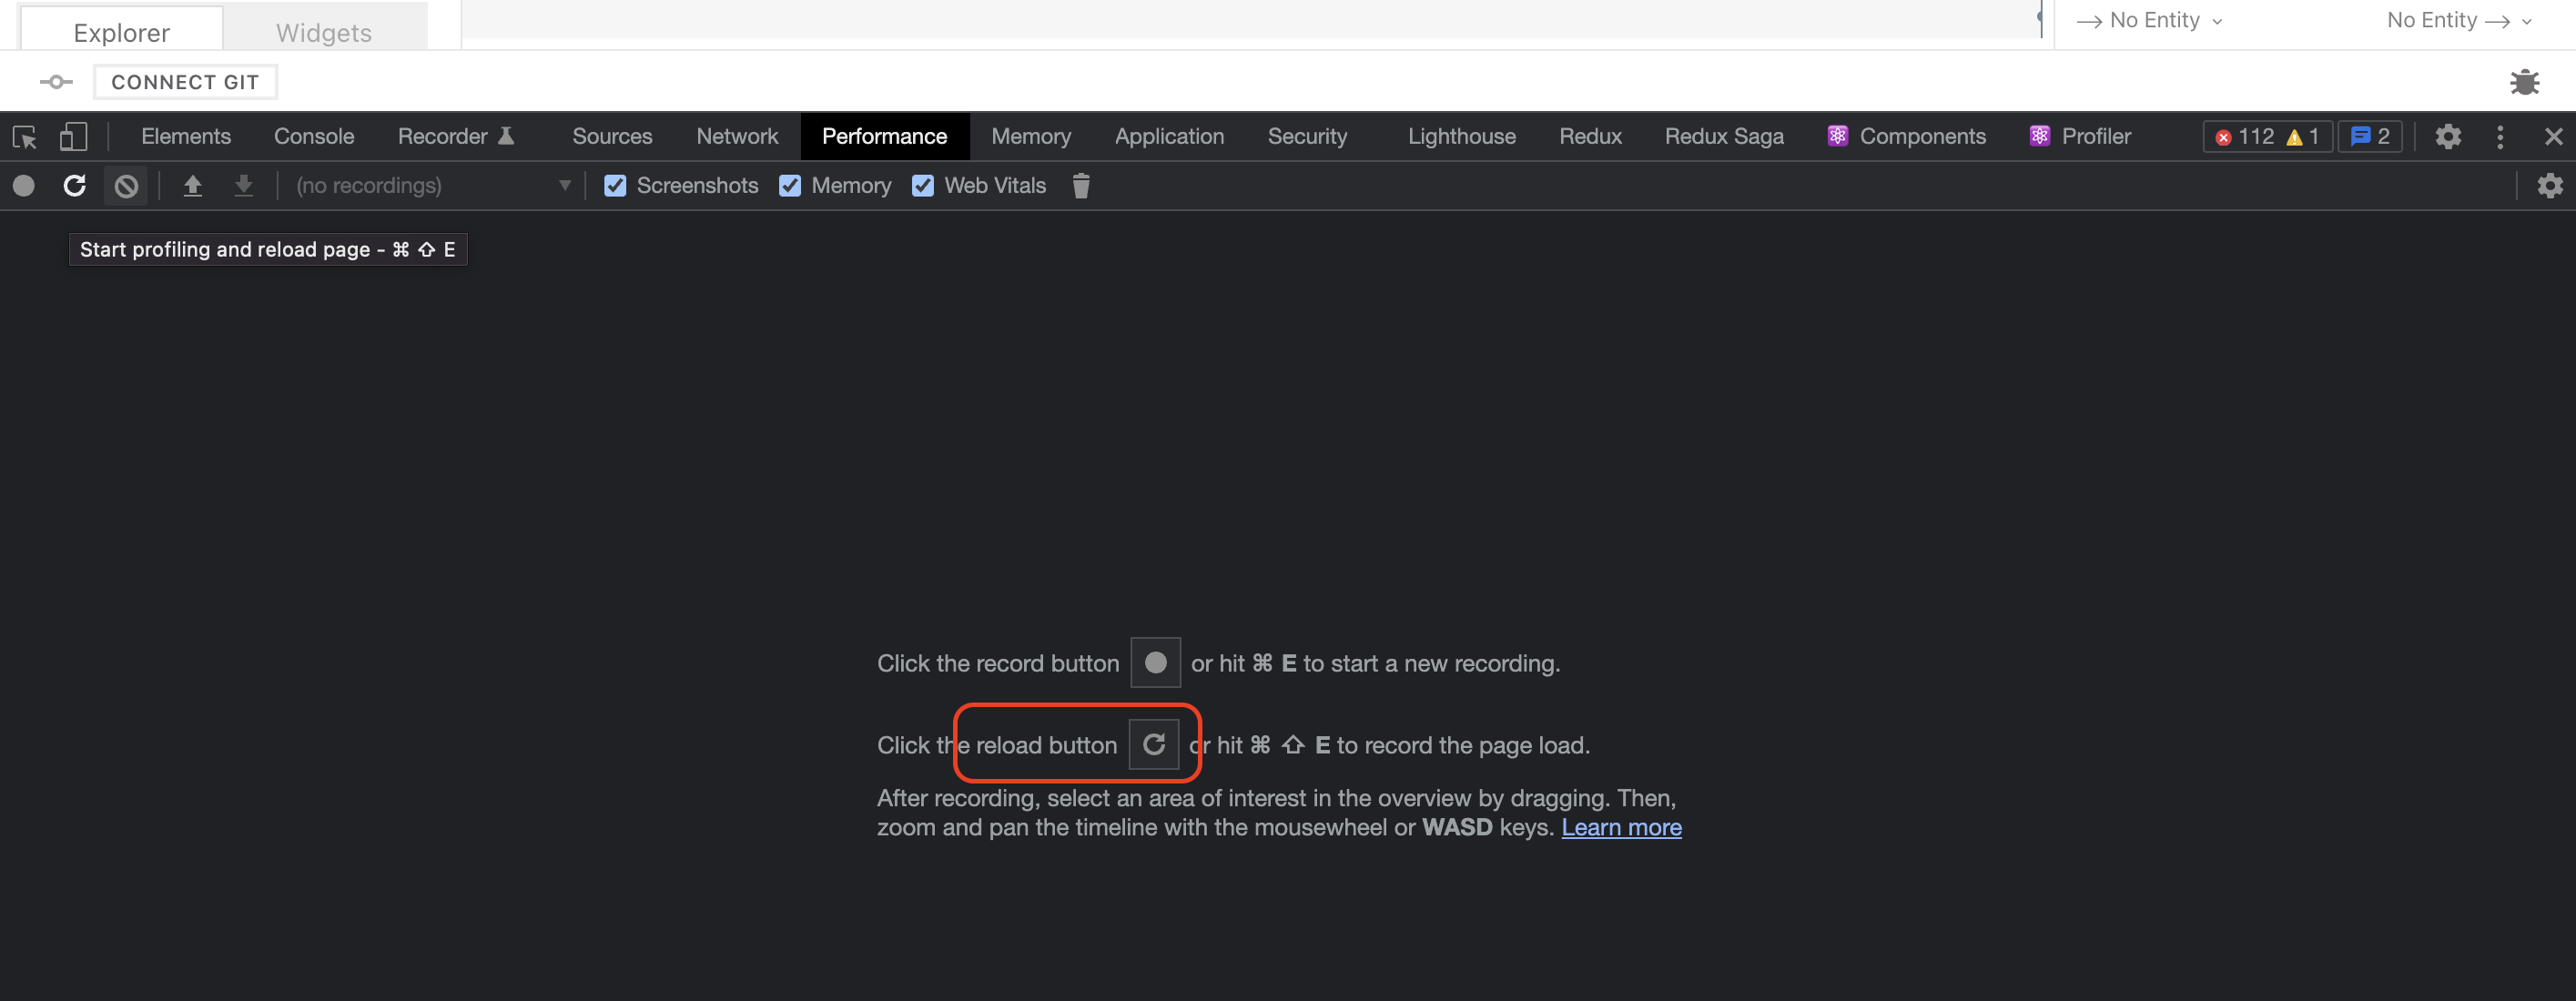 Explorer Widgets → No Entity No Entity →
CONNECT GIT
Elements Console Recorder Sources Network Performance Memory Application Security Lighthouse Redux Redux Saga Components Profiler 112 1 2
(no recordings) Screenshots Memory Web Vitals
Start profiling and reload page - ⌘ ⇧ E
Click the record button or hit ⌘ E to start a new recording.
Click the reload button or hit ⌘ ⇧ E to record the page load.
After recording, select an area of interest in the overview by dragging. Then,
zoom and pan the timeline with the mousewheel or WASD keys. Learn more